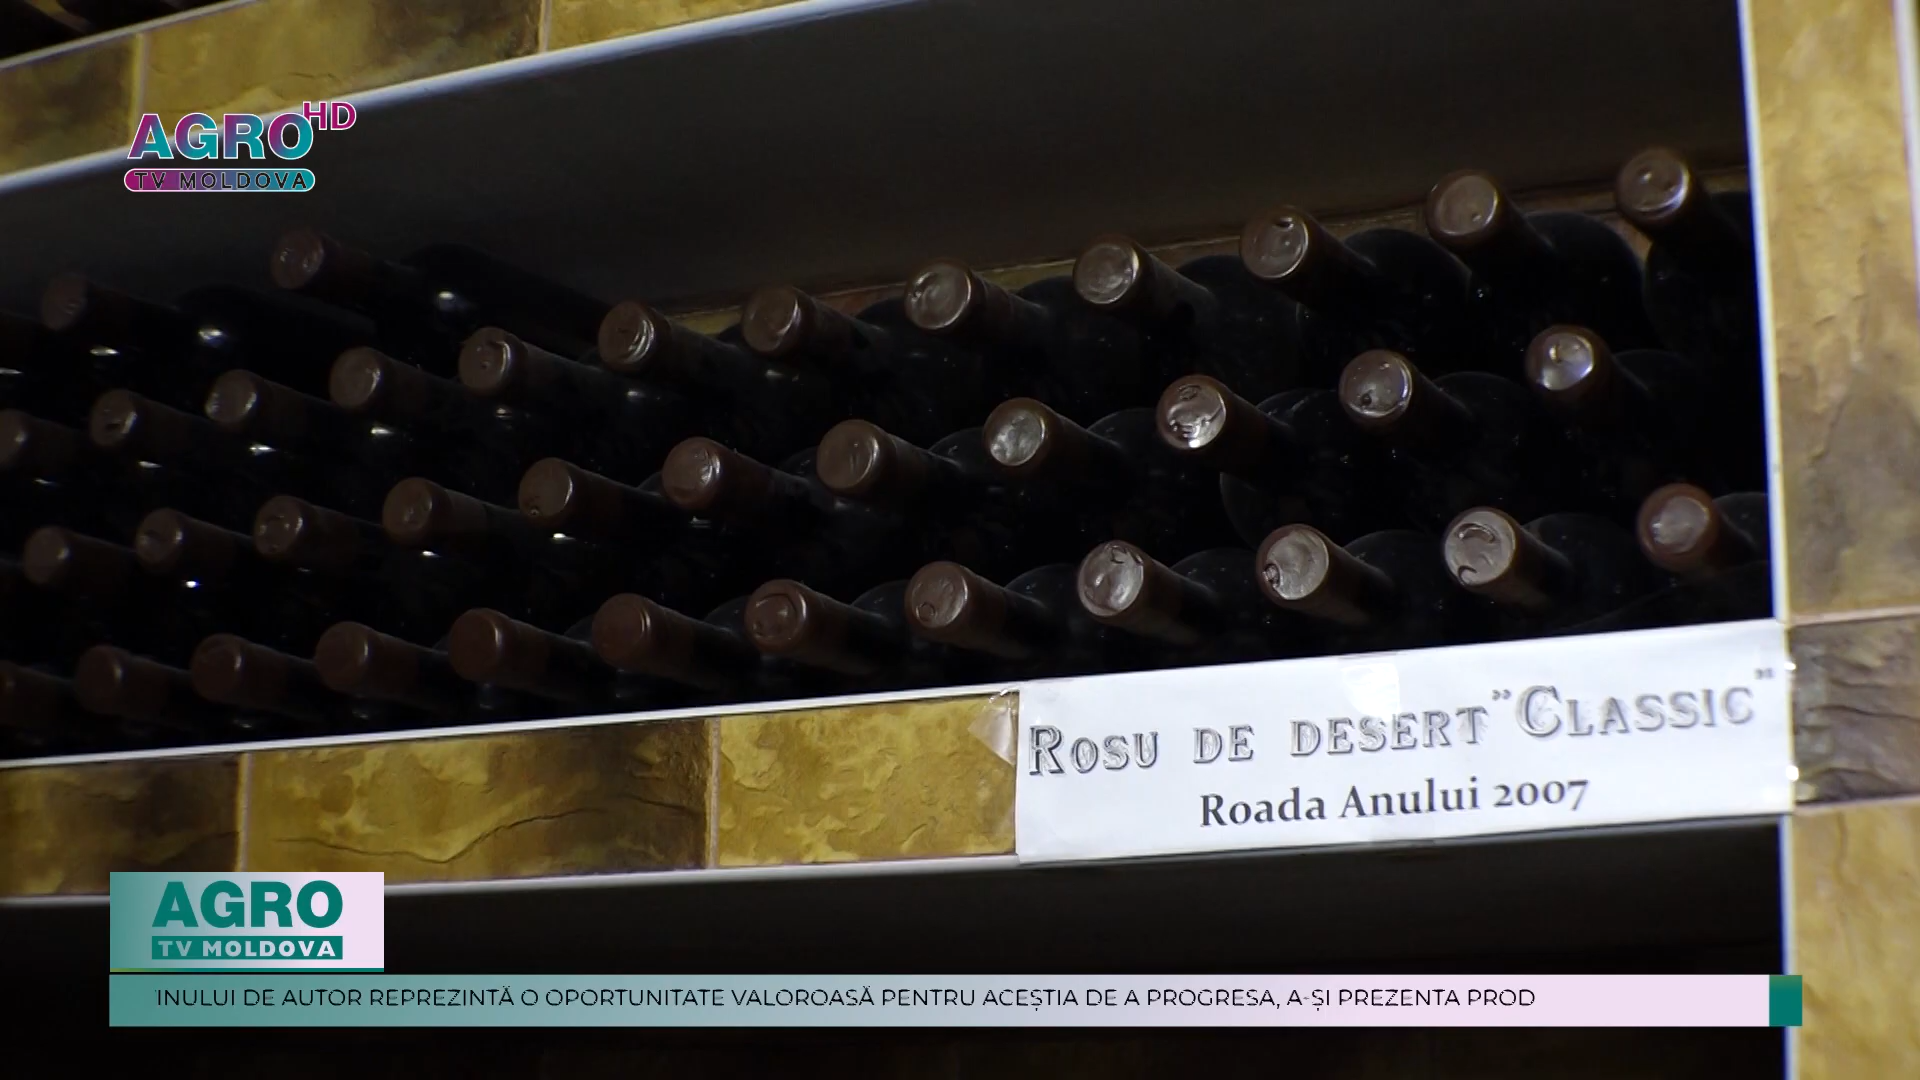 AGRO HD
TV MOLDOVA
ROSU DE DESERT "CLASSIC"
Roada Anului 2007
AGRO
TV MOLDOVA
INULUI DE AUTOR REPREZINTĂ O OPORTUNITATE VALOROASĂ PENTRU ACEȘTIA DE A PROGRESA, A-ȘI PREZENTA PROD